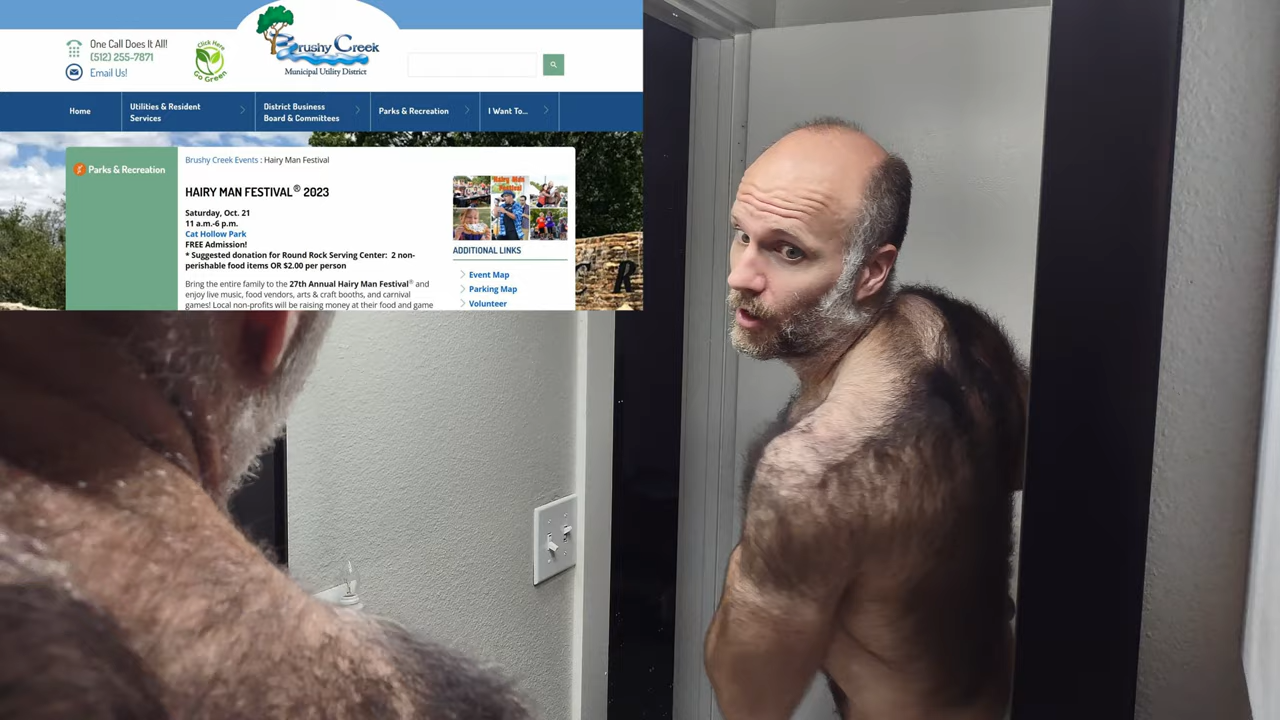 One Call Does It All!
(512) 255-7871
Email Us!
Click Here
Go Green
Brushy Creek
Municipal Utility District
Home
Utilities & Resident
Services
District Business
Board & Committees
Parks & Recreation
I Want To...
Parks & Recreation
Brushy Creek Events : Hairy Man Festival
HAIRY MAN FESTIVAL® 2023
Saturday, Oct. 21
11 a.m.-6 p.m.
Cat Hollow Park
FREE Admission!
* Suggested donation for Round Rock Serving Center: 2 non-
perishable food items OR $2.00 per person
Bring the entire family to the 27th Annual Hairy Man Festival® and
enjoy live music, food vendors, arts & craft booths, and carnival
games! Local non-profits will be raising money at their food and game
Hairy Man
Festival
ADDITIONAL LINKS
Event Map
Parking Map
Volunteer